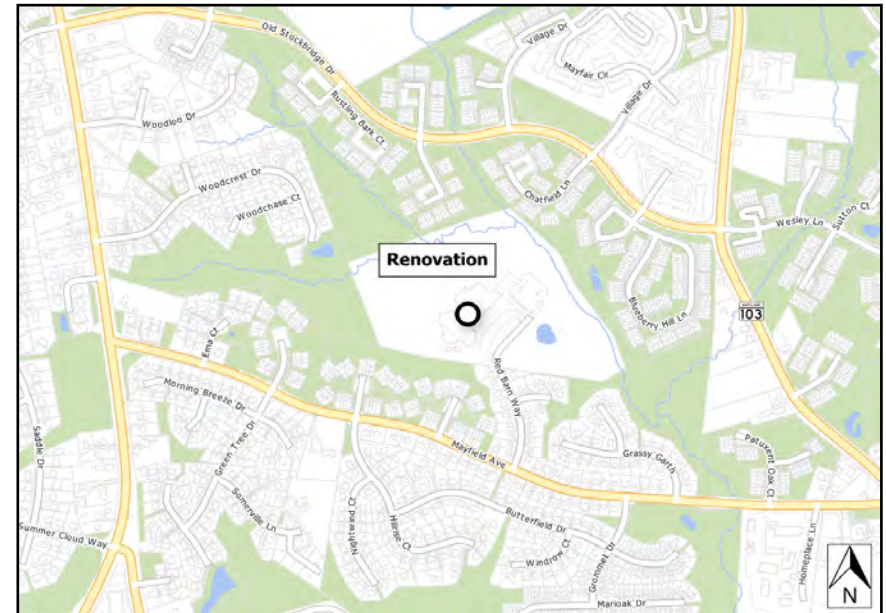 Old Stockbridge Dr
Village Dr
Mayfair Cir
Village Dr
Woodloo Dr
Rustling Bark Ct
Woodcrest Dr
Woodchase Ct
Chatfield Ln
Wesley Ln
Sutton Ct
Renovation
Blueberry Hill Ln
103
Ema Ct
Red Barn Way
Morning Breeze Dr
Green Tree Dr
Saddle Dr
Mayfield Ave
Grassy Garth
Patuxent Oak Ct
Somerville Ln
Nightwind Ct
Hillrise Ct
Butterfield Dr
Summer Cloud Way
Windrow Ct
Grommet Dr
Homeplace Ln
Marioak Dr
N